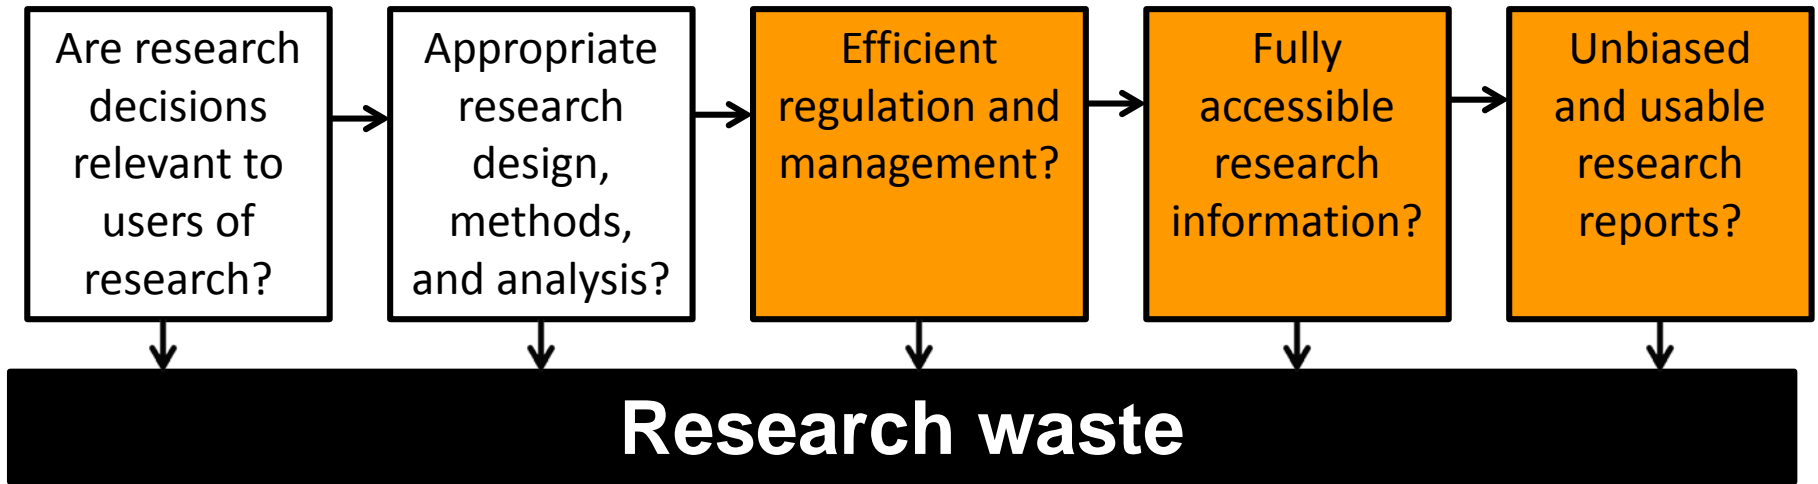 Are research
decisions
relevant to
users of
research?
Appropriate
research
design,
methods,
and analysis?
Efficient
regulation and
management?
Fully
accessible
research
information?
Unbiased
and usable
research
reports?
Research waste